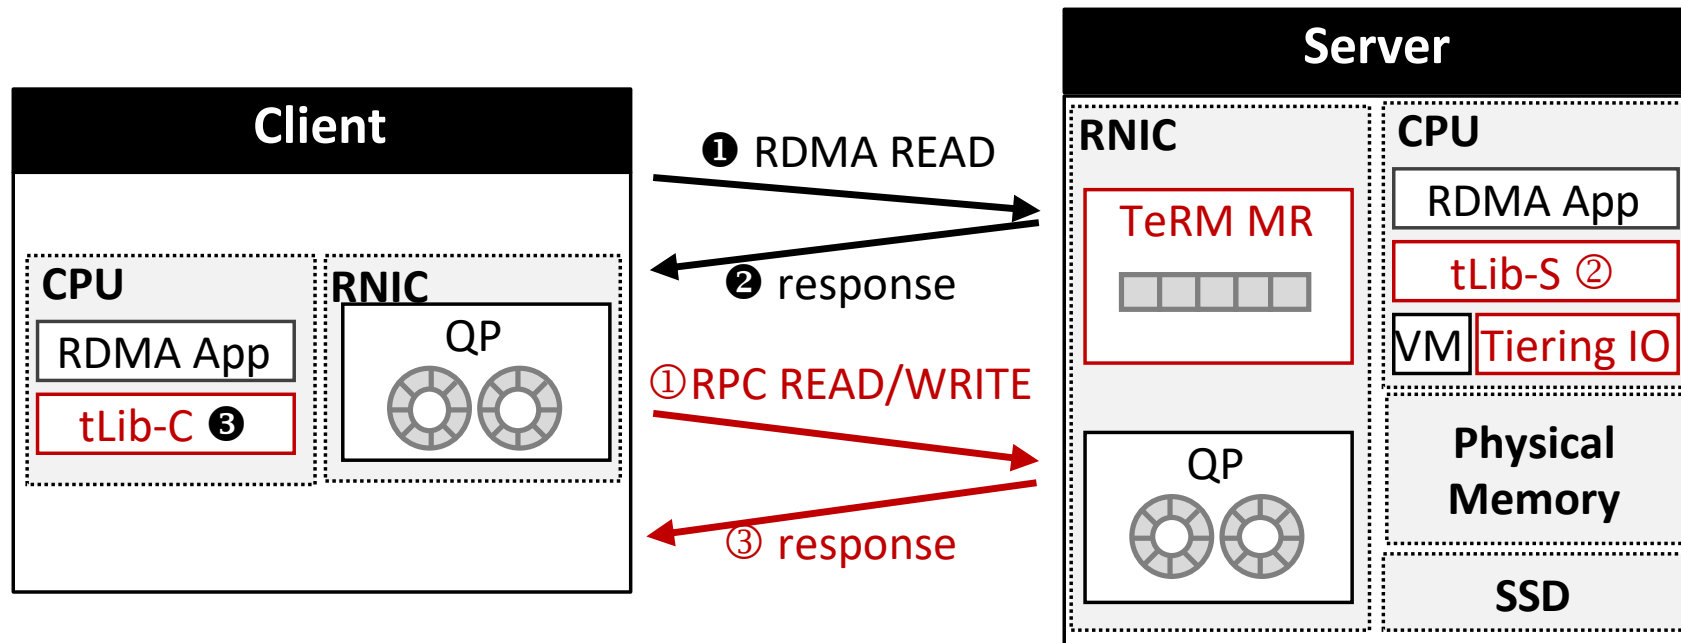 Client
CPU
RDMA App
tLib-C ❸
RNIC
QP
❶ RDMA READ
❷ response
①RPC READ/WRITE
③ response
Server
RNIC
TeRM MR
QP
CPU
RDMA App
tLib-S ②
VM
Tiering IO
Physical
Memory
SSD